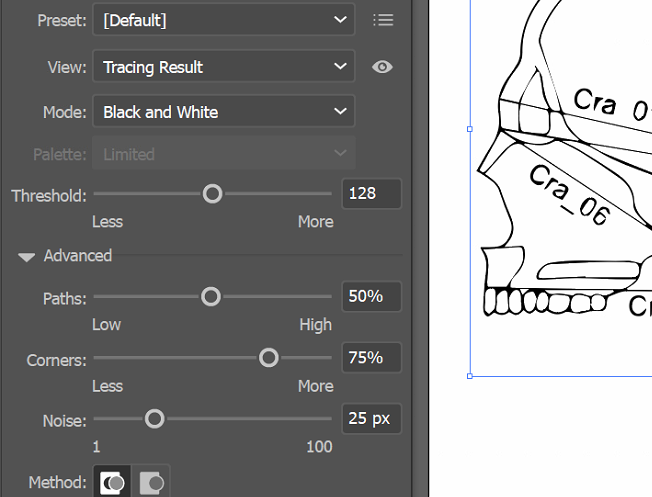 Preset: [Default]
View: Tracing Result
Mode: Black and White
Palette: Limited
Threshold: 128
Less More
Advanced
Paths: 50%
Low High
Corners: 75%
Less More
Noise: 25 px
1 100
Method:
Cra_0
Cra_06